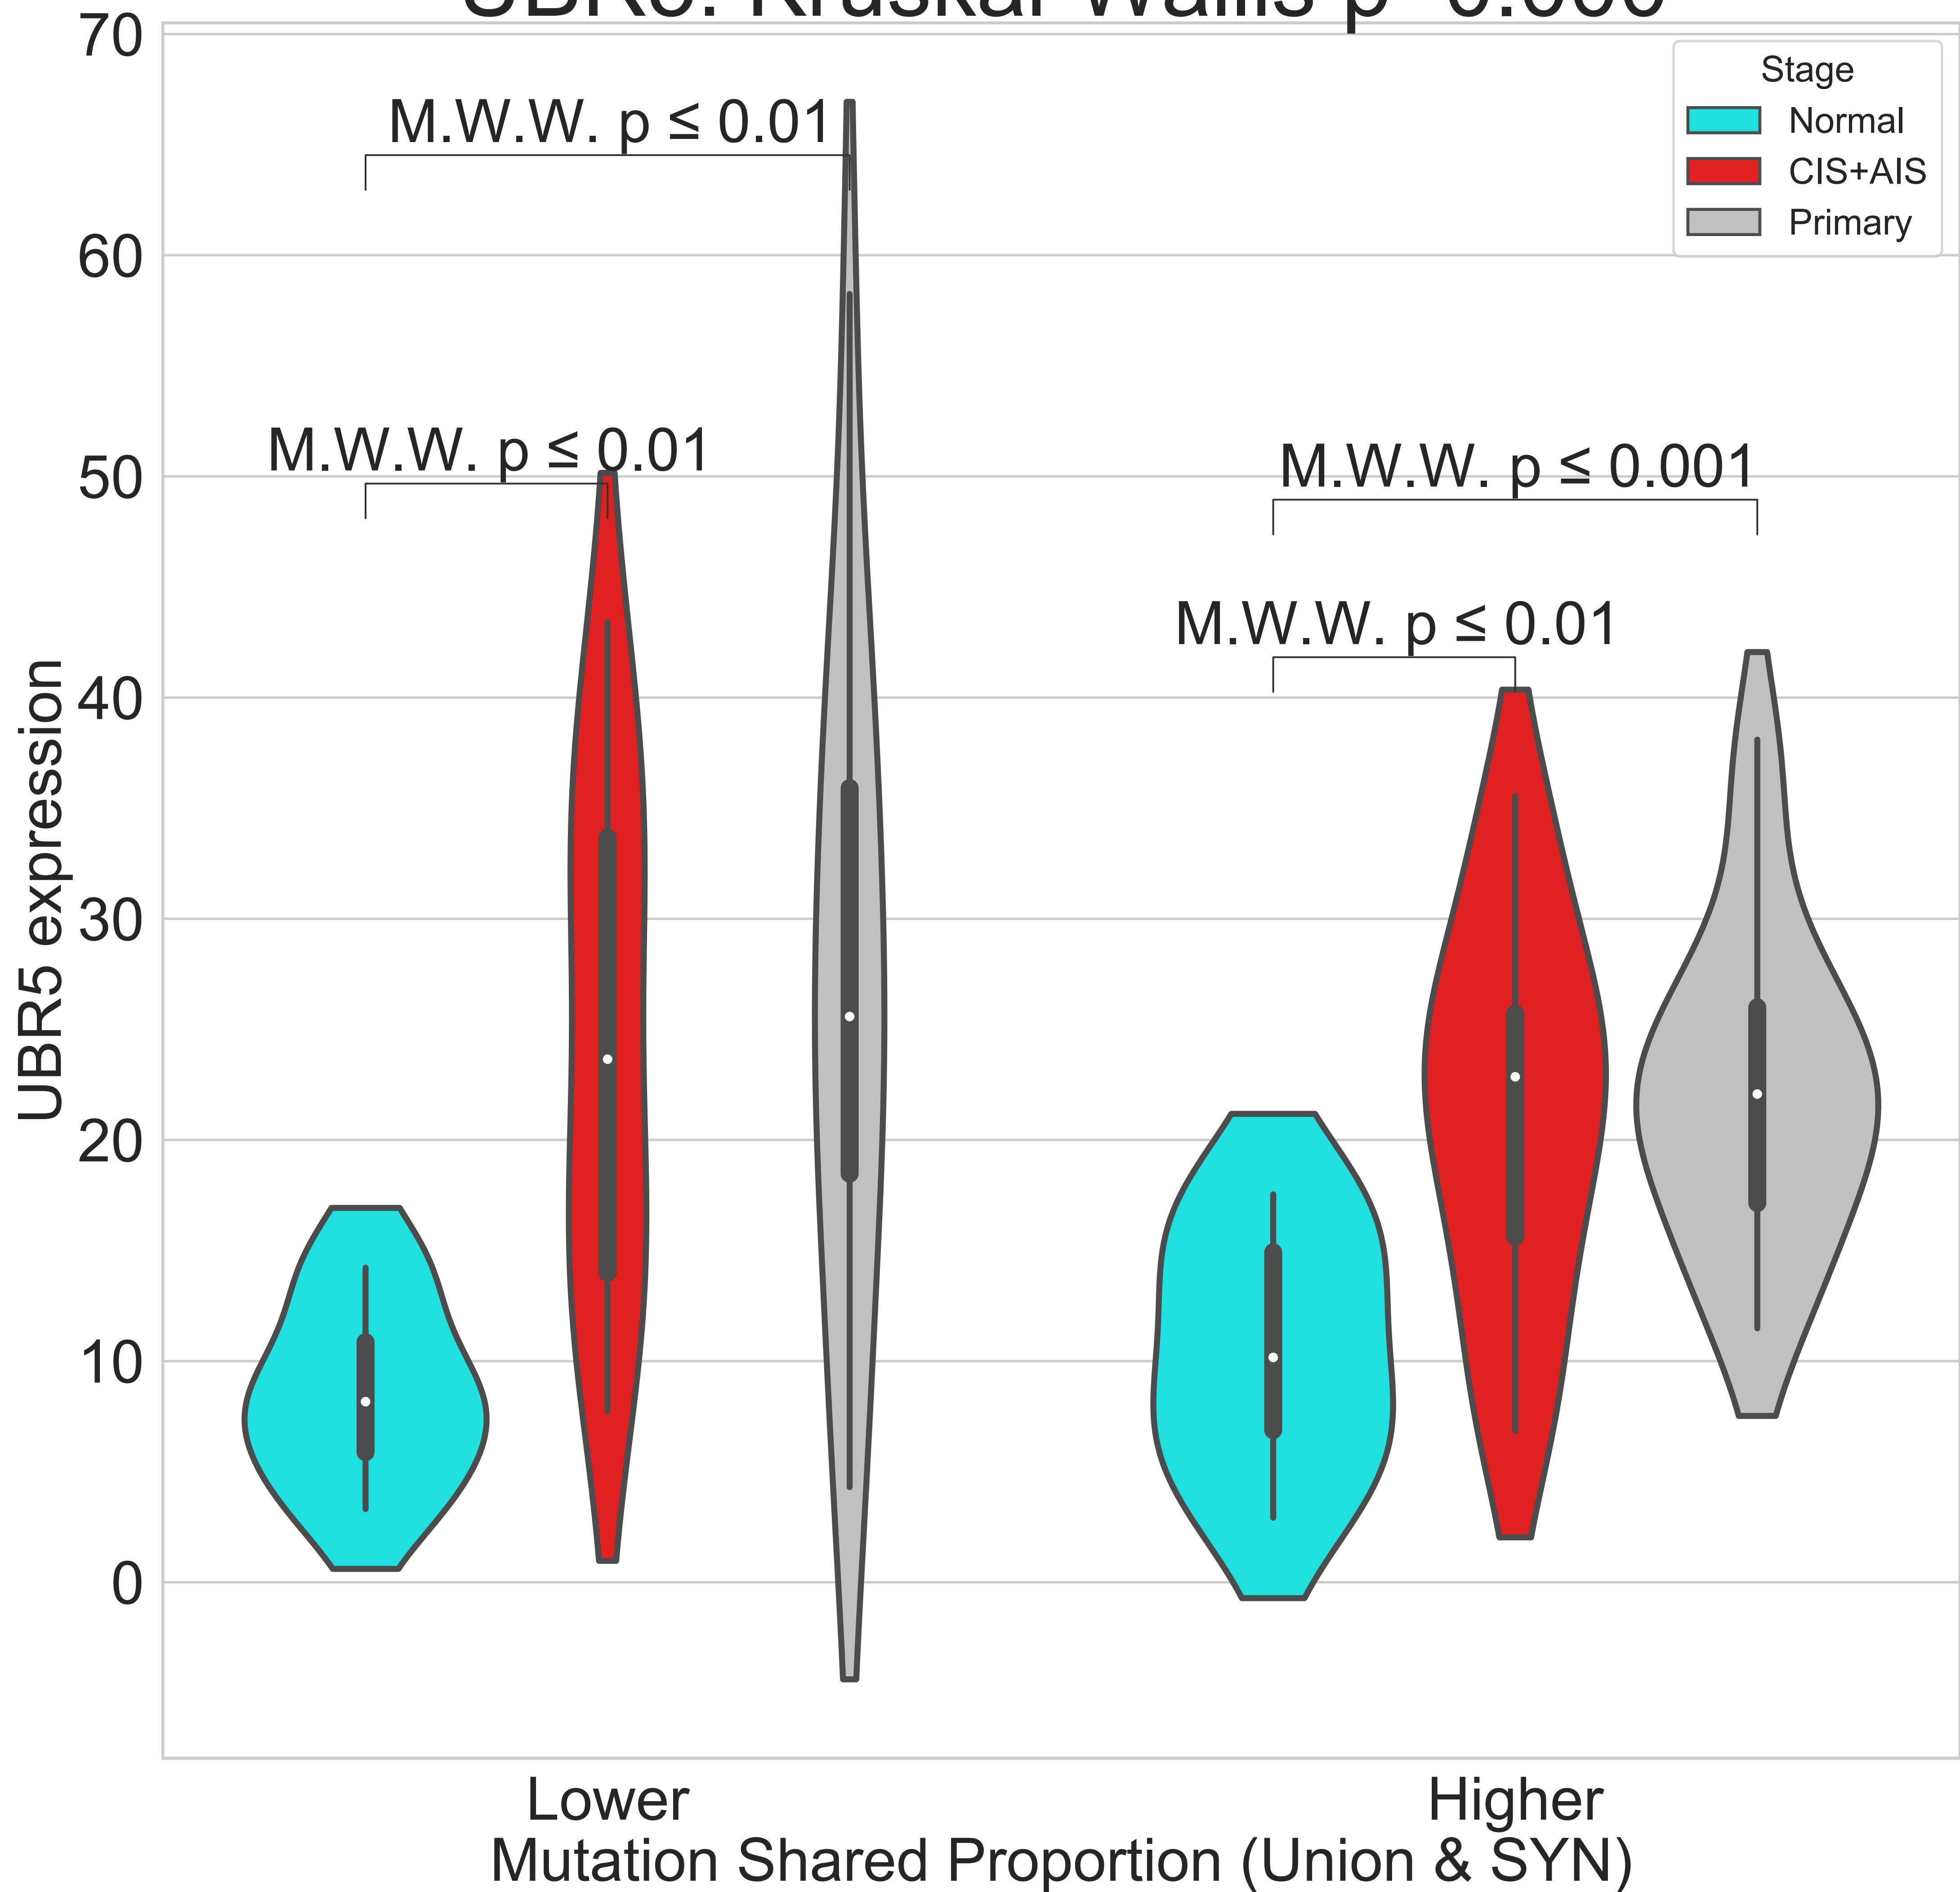 70
60
50
40
30
20
10
0
UBR5 expression
M.W.W. p ≤ 0.01
M.W.W. p ≤ 0.01
M.W.W. p ≤ 0.001
M.W.W. p ≤ 0.01
Stage
Normal
CIS+AIS
Primary
Lower
Higher
Mutation Shared Proportion (Union & SYN)